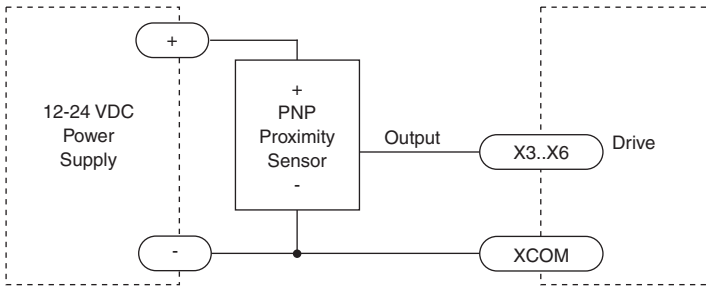 +
12-24 VDC
Power
Supply
-
+
PNP
Proximity
Sensor
-
Output
X3..X6
Drive
XCOM